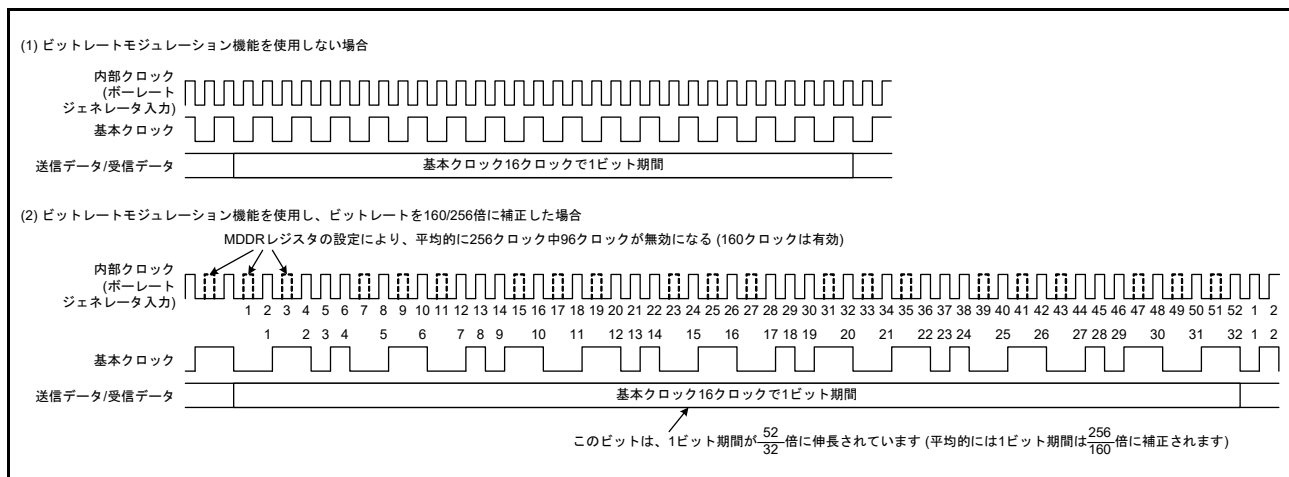 (1) ビットレートモジュレーション機能を使用しない場合
内部クロック
(ボーレート
ジェネレータ入力)
基本クロック
送信データ/受信データ
基本クロック16クロックで1ビット期間
(2) ビットレートモジュレーション機能を使用し、ビットレートを160/256倍に補正した場合
MDDRレジスタの設定により、平均的に256クロック中96クロックが無効になる (160クロックは有効)
内部クロック
(ボーレート
ジェネレータ入力)
1 2 3 4 5 6 7 8 9 10 11 12 13 14 15 16 17 18 19 20 21 22 23 24 25 26 27 28 29 30 31 32 33 34 35 36 37 38 39 40 41 42 43 44 45 46 47 48 49 50 51 52 1 2
1 2 3 4 5 6 7 8 9 10 11 12 13 14 15 16 17 18 19 20 21 22 23 24 25 26 27 28 29 30 31 32 1 2
基本クロック
送信データ/受信データ
基本クロック16クロックで1ビット期間
このビットは、1ビット期間が52/32倍に伸長されています (平均的には1ビット期間は256/160倍に補正されます)